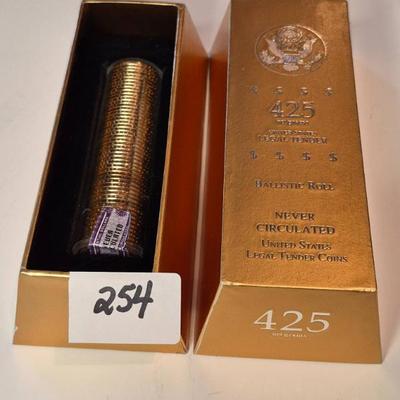 425
LEGAL TENDER
BALLISTIC ROLL
NEVER
CIRCULATED
UNITED STATES
LEGAL TENDER COINS
425
254